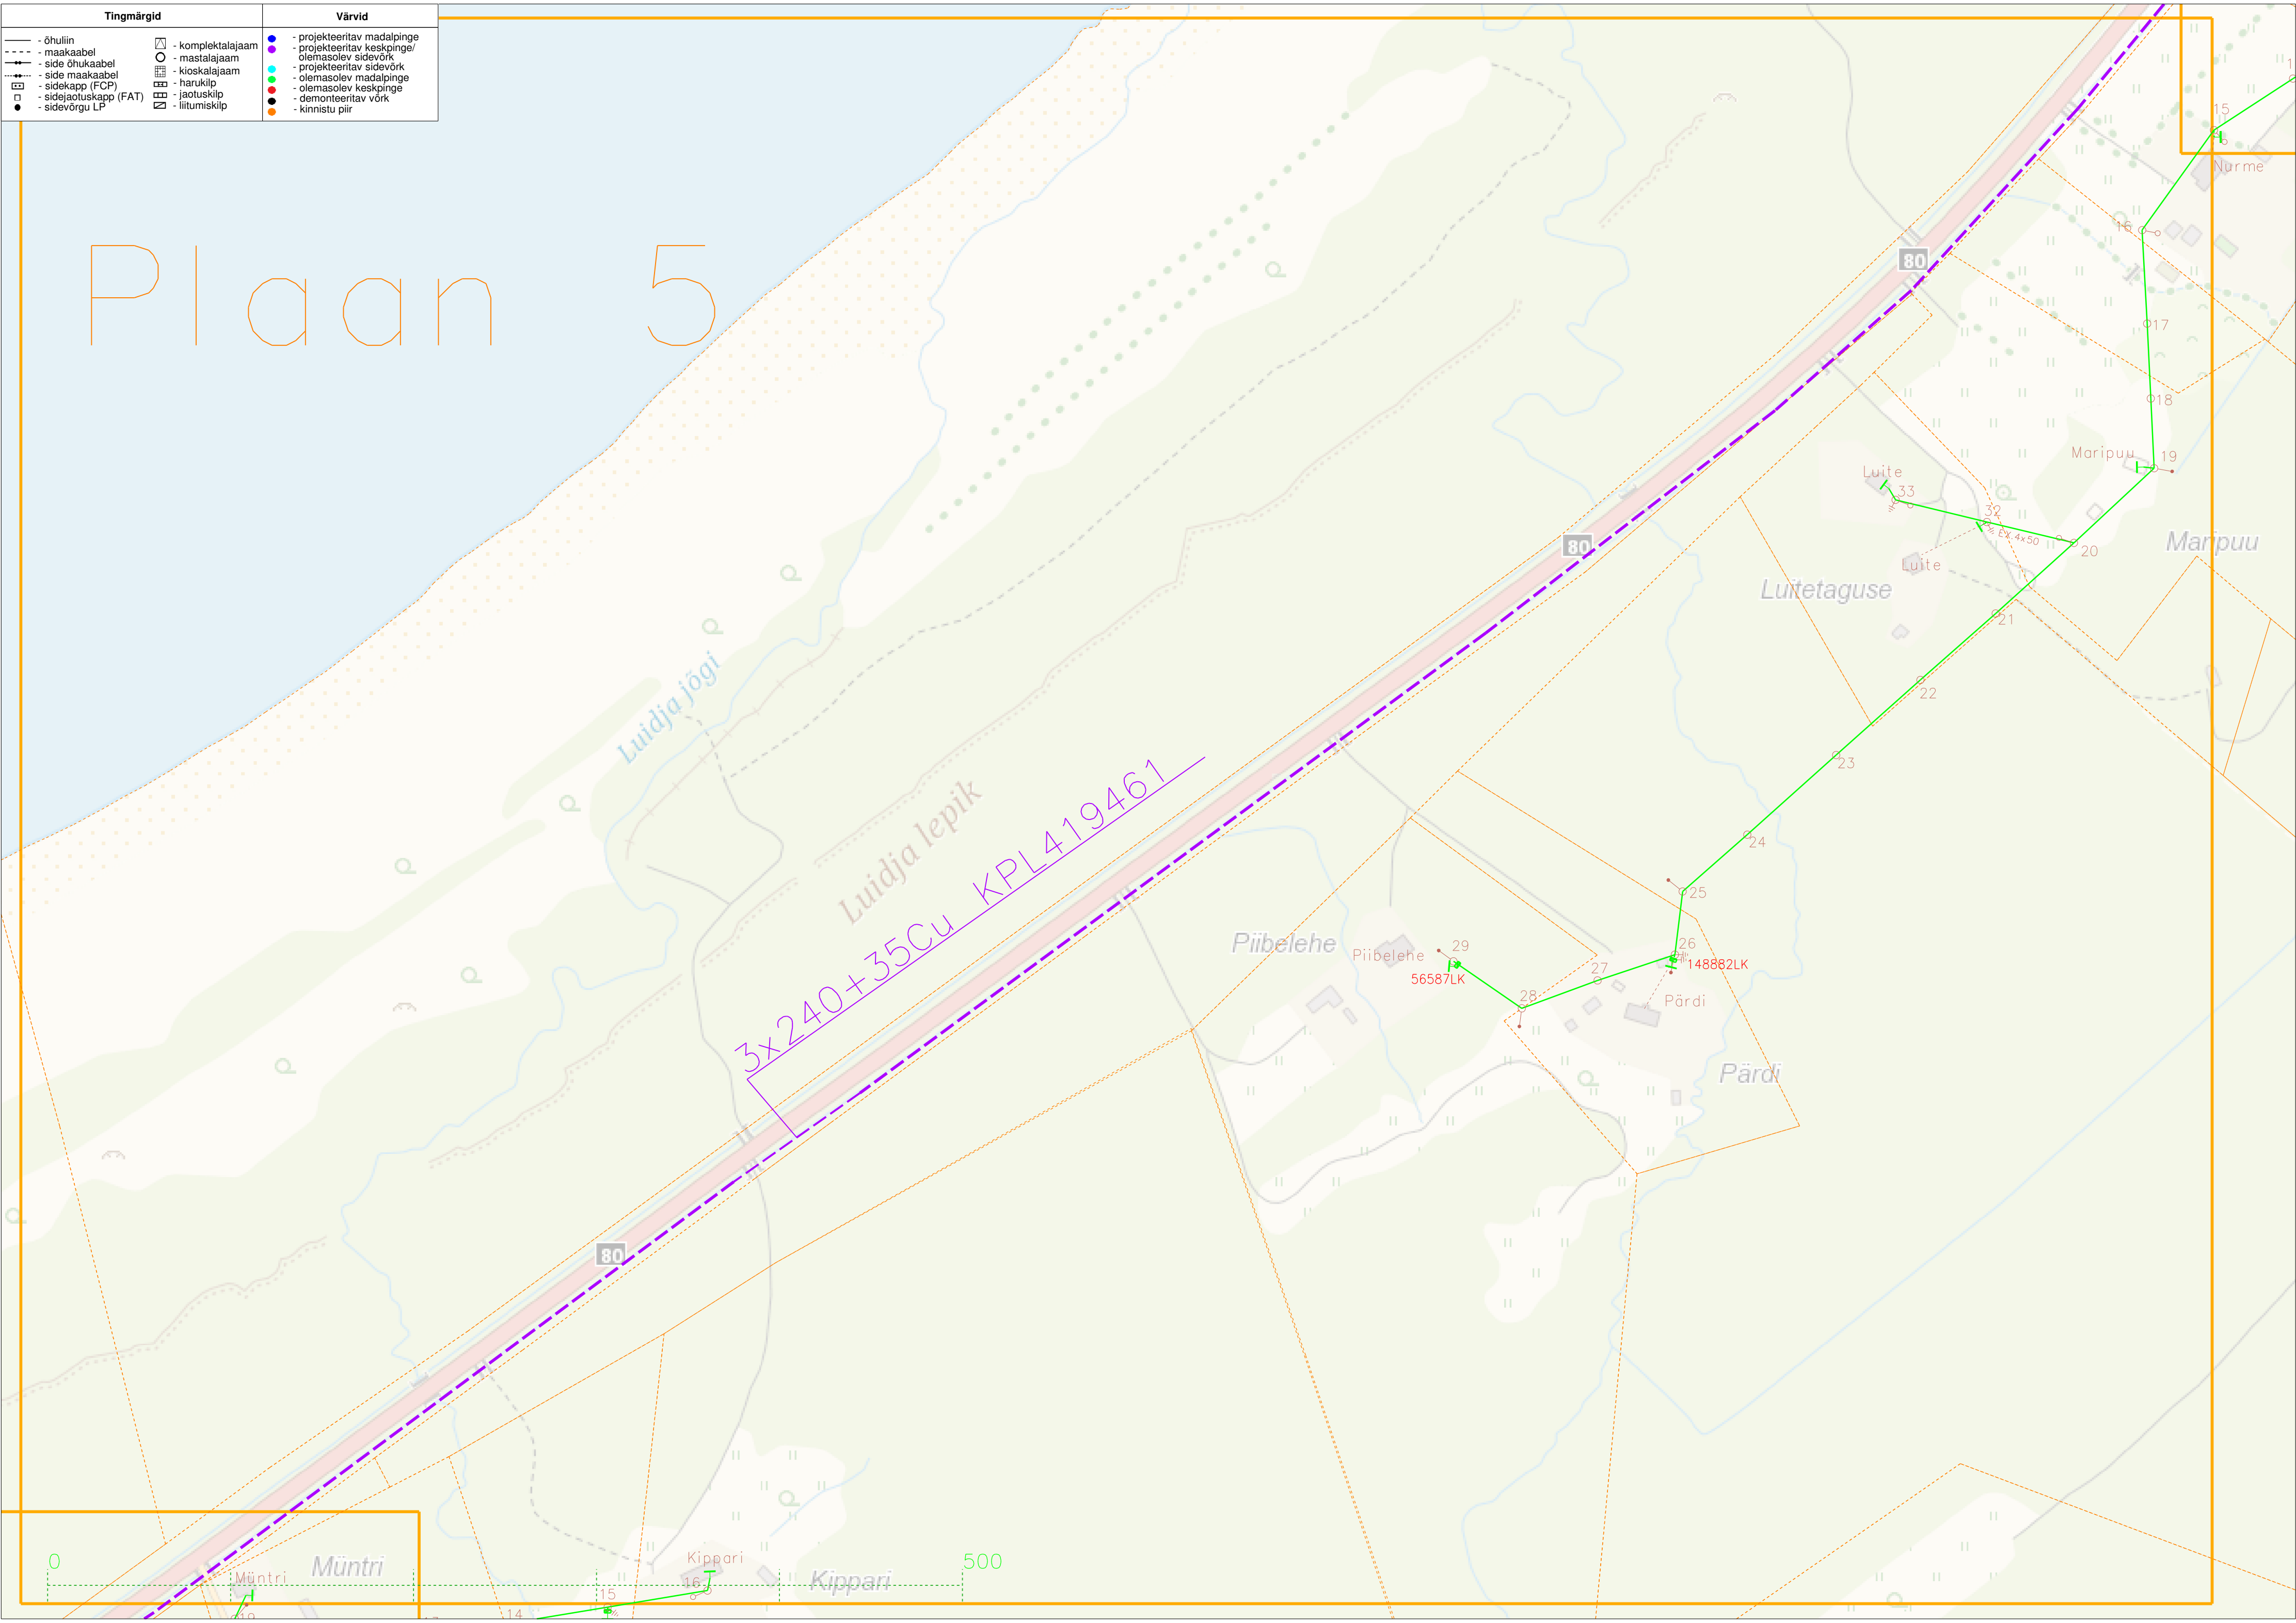 Tingmärgid
Värvid
- õhuliin
- maakaabel
- side õhukaabel
- side maakaabel
- sidekapp (FCP)
- sidejaotuskapp (FAT)
- sidevõrgu LP
- komplektalajaam
- mastalajaam
- kioskalajaam
- harukilp
- jaotuskilp
- liitumiskilp
- projekteeritav madalpinge
- projekteeritav keskpinge/
olemasolev sidevõrk
- projekteeritav sidevõrk
- olemasolev madalpinge
- olemasolev keskpinge
- demonteeritav võrk
- kinnistu piir
Plaan 5
15
Nurme
16
80
17
18
Maripuu
19
Luite
33
32
EX 4x50
20
80
Maripuu
Luite
Luitetaguse
21
22
Luidja jõgi
23
Luidja lepik
3x240+35Cu KPL419461
24
25
Piibelehe
29
26
Piibelehe
148882LK
56587LK
27
28
Pärdi
Pärdi
80
0
500
Müntri
Müntri
Kippari
16
Kippari
15
14
19